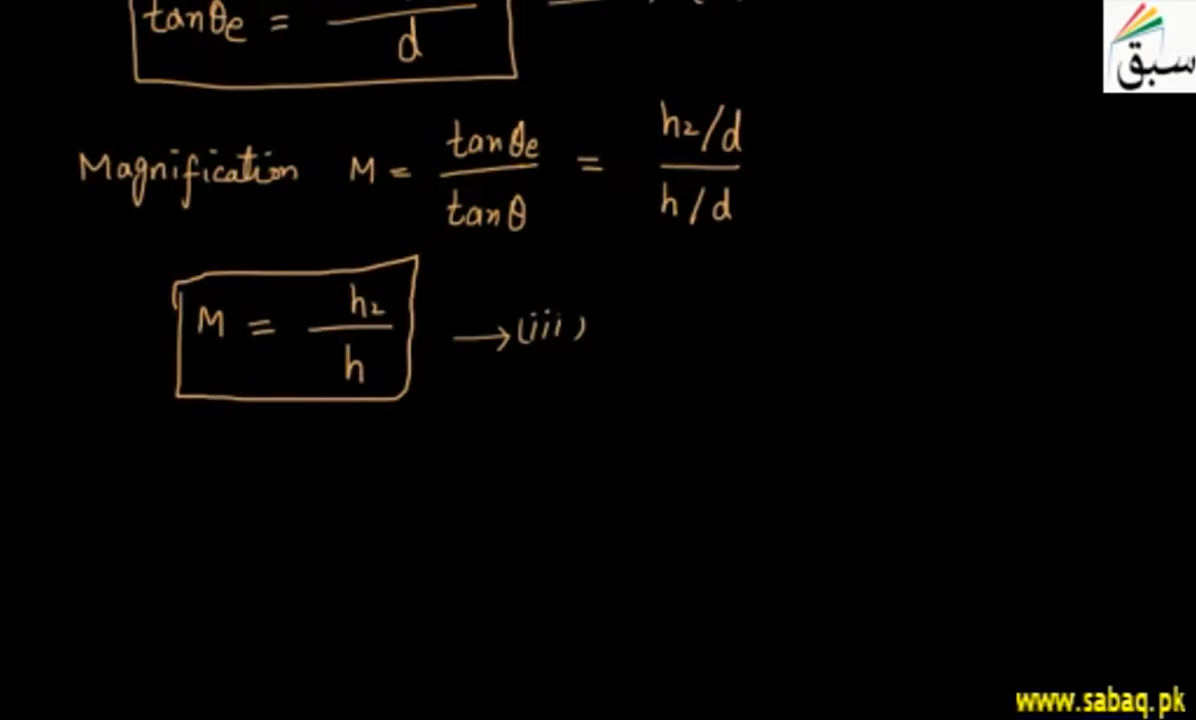 tanθe = d
سبق
Magnification M = tanθe / tanθ = h₂/d / h/d
M = h₂ / h → (iii)
www.sabaq.pk